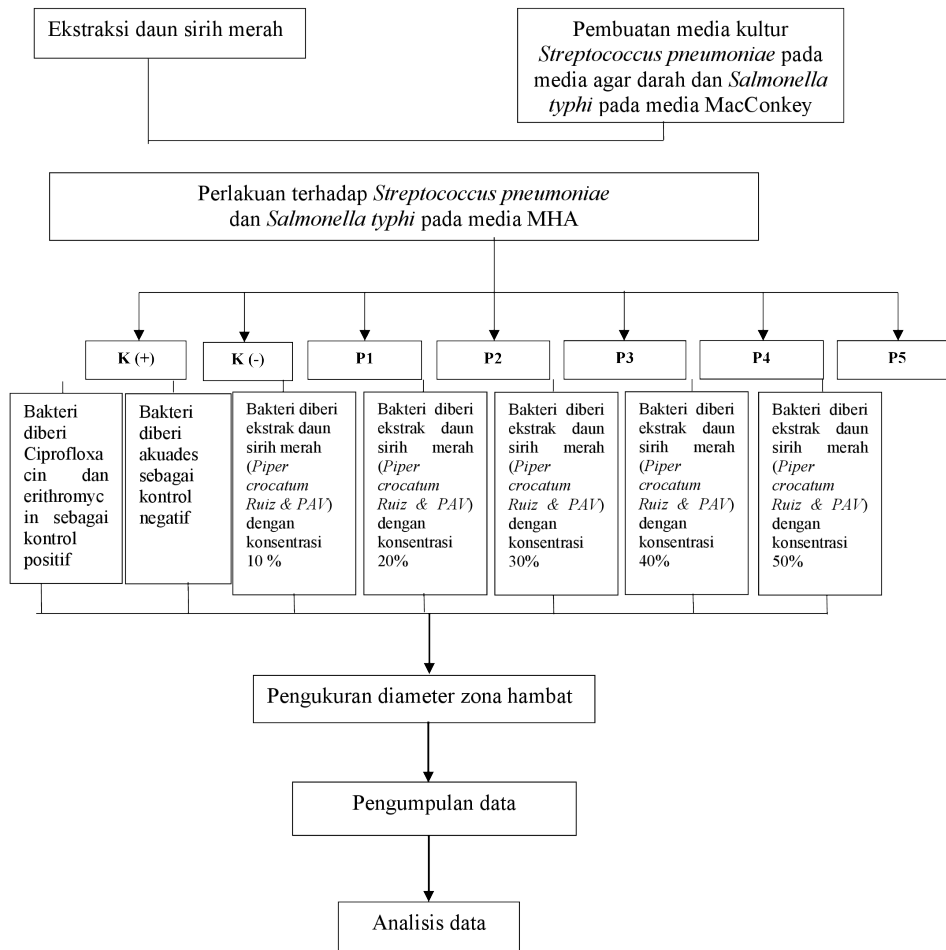 Ekstraksi daun sirih merah
Pembuatan media kultur
Streptococcus pneumoniae pada
media agar darah dan Salmonella
typhi pada media MacConkey
Perlakuan terhadap Streptococcus pneumoniae
dan Salmonella typhi pada media MHA
K (+)
K (-)
P1
P2
P3
P4
P5
Bakteri
diberi
Ciprofloxa
cin dan
erithromyc
in sebagai
kontrol
positif
Bakteri
diberi
akuades
sebagai
kontrol
negatif
Bakteri diberi
ekstrak daun
sirih merah
(Piper
crocatum
Ruiz & PAV)
dengan
konsentrasi
10 %
Bakteri diberi
ekstrak daun
sirih merah
(Piper
crocatum
Ruiz & PAV)
dengan
konsentrasi
20%
Bakteri diberi
ekstrak daun
sirih merah
(Piper
crocatum
Ruiz & PAV)
dengan
konsentrasi
30%
Bakteri diberi
ekstrak daun
sirih merah
(Piper
crocatum
Ruiz & PAV)
dengan
konsentrasi
40%
Bakteri diberi
ekstrak daun
sirih merah
(Piper
crocatum
Ruiz & PAV)
dengan
konsentrasi
50%
Pengukuran diameter zona hambat
Pengumpulan data
Analisis data